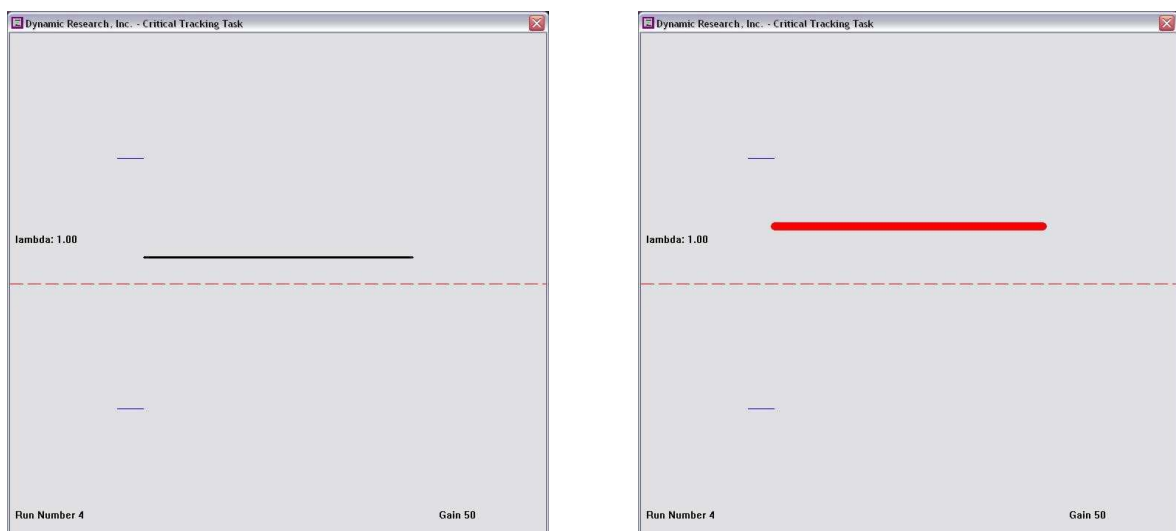 Dynamic Research, Inc. - Critical Tracking Task
lambda: 1.00
Run Number 4 Gain 50
Dynamic Research, Inc. - Critical Tracking Task
lambda: 1.00
Run Number 4 Gain 50